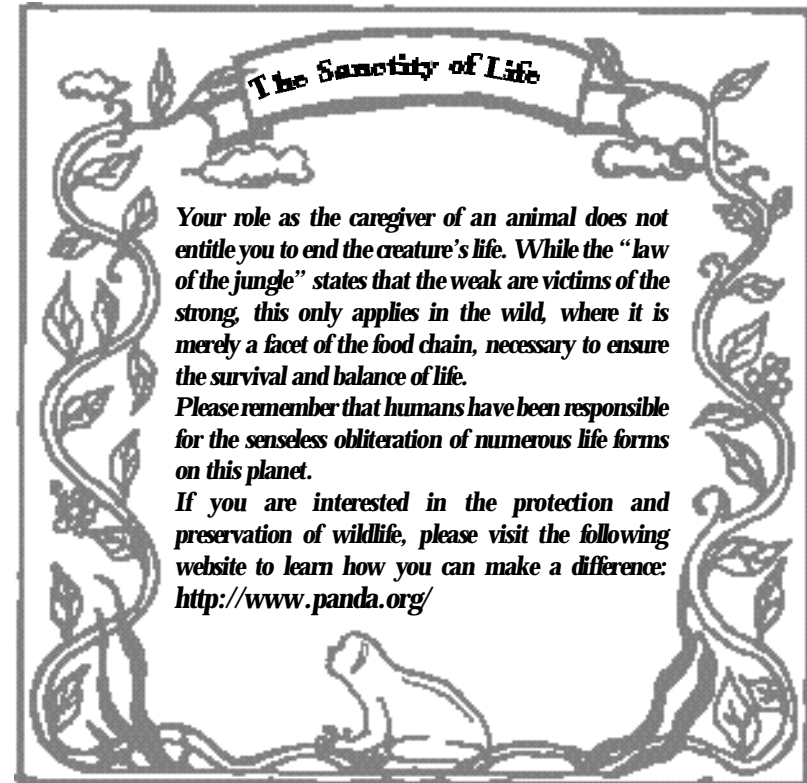 The Sanctity of Life
Your role as the caregiver of an animal does not
entitle you to end the creature's life. While the “law
of the jungle” states that the weak are victims of the
strong, this only applies in the wild, where it is
merely a facet of the food chain, necessary to ensure
the survival and balance of life.
Please remember that humans have been responsible
for the senseless obliteration of numerous life forms
on this planet.
If you are interested in the protection and
preservation of wildlife, please visit the following
website to learn how you can make a difference:
http://www.panda.org/